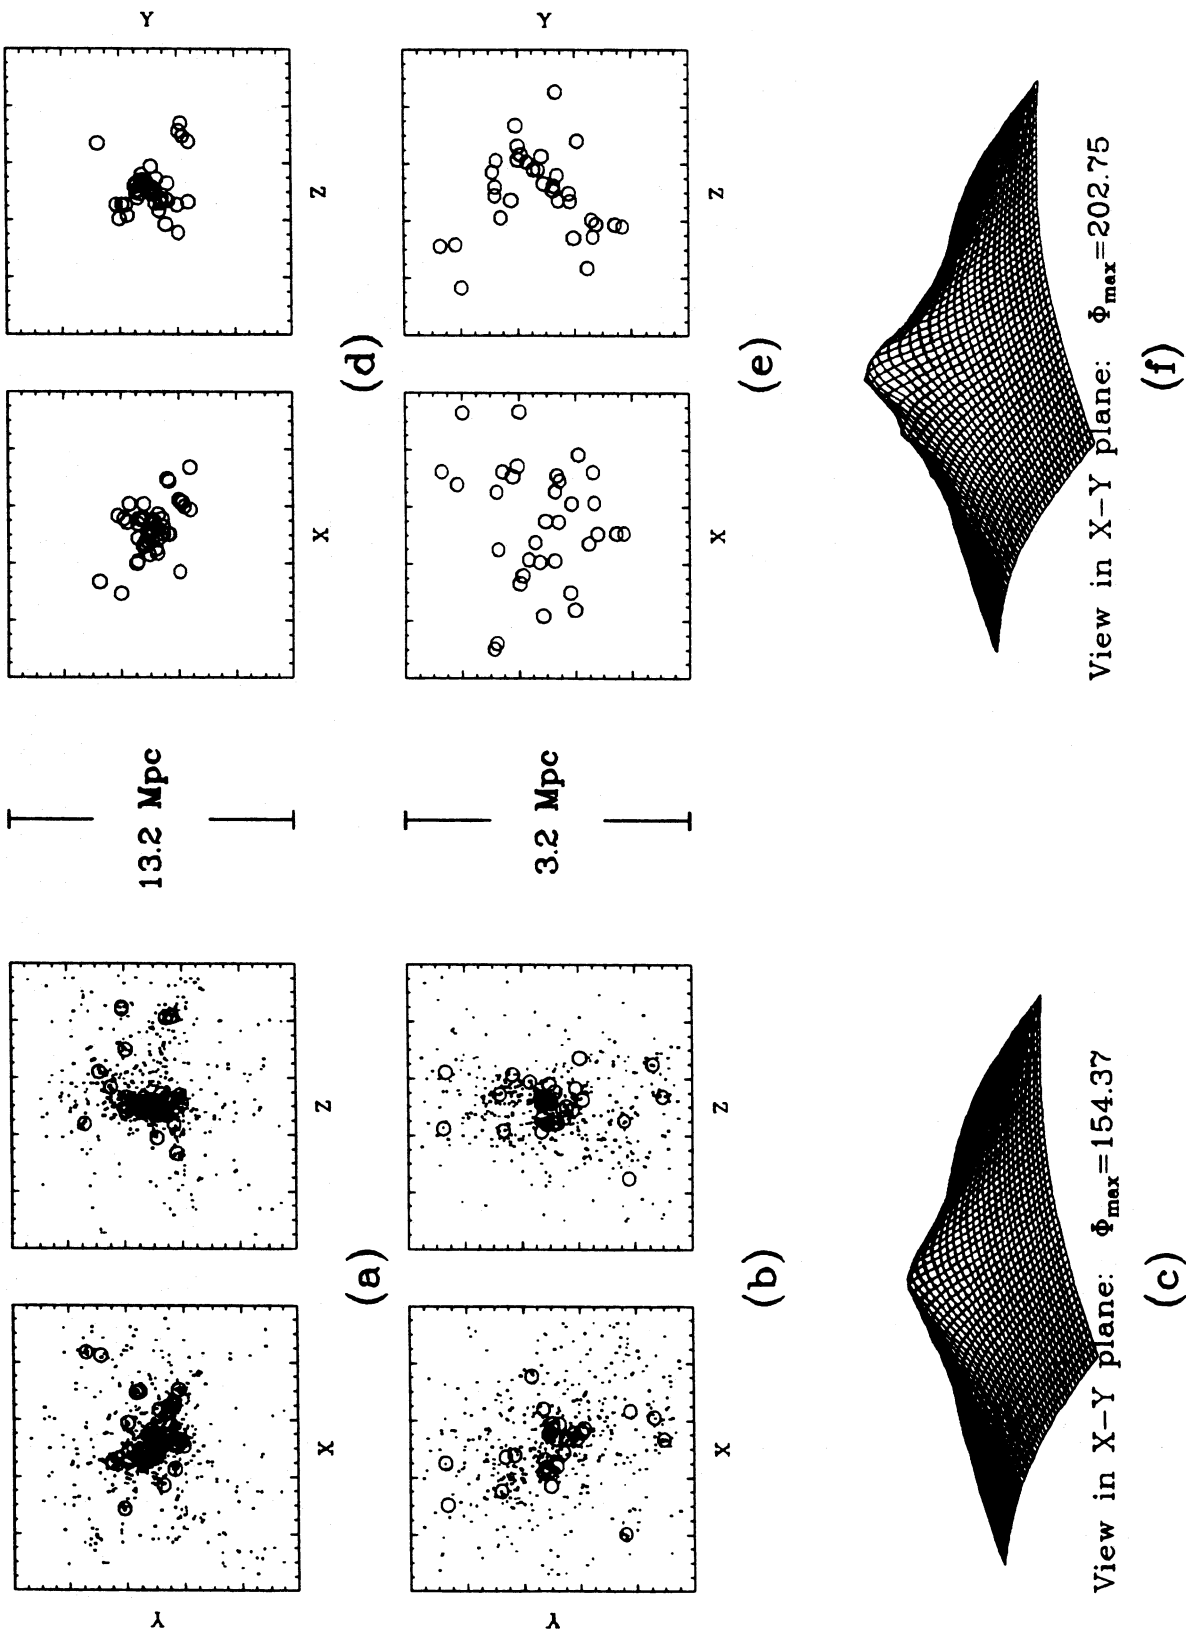 Y
X
Z
(a)
Y
X
Z
(b)
View in X-Y plane: Φmax=154.37
(c)
13.2 Mpc
3.2 Mpc
X
Z
Y
(d)
X
Z
Y
(e)
View in X-Y plane: Φmax=202.75
(f)